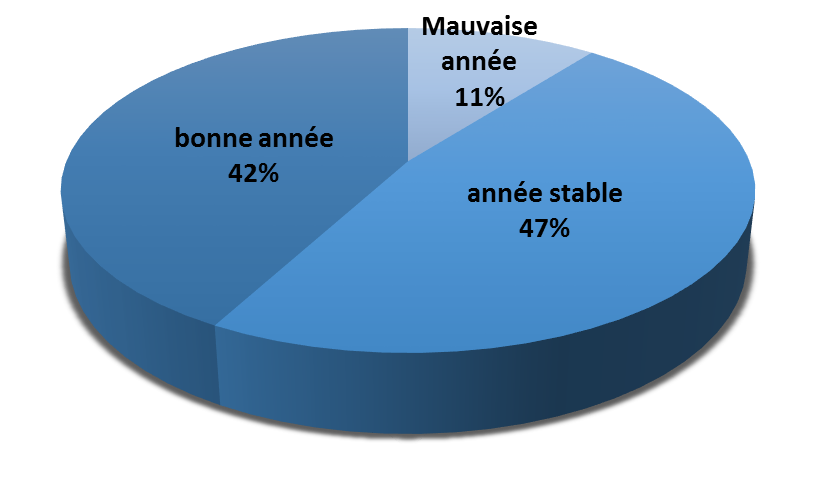 Mauvaise
année
11%
bonne année
42%
année stable
47%